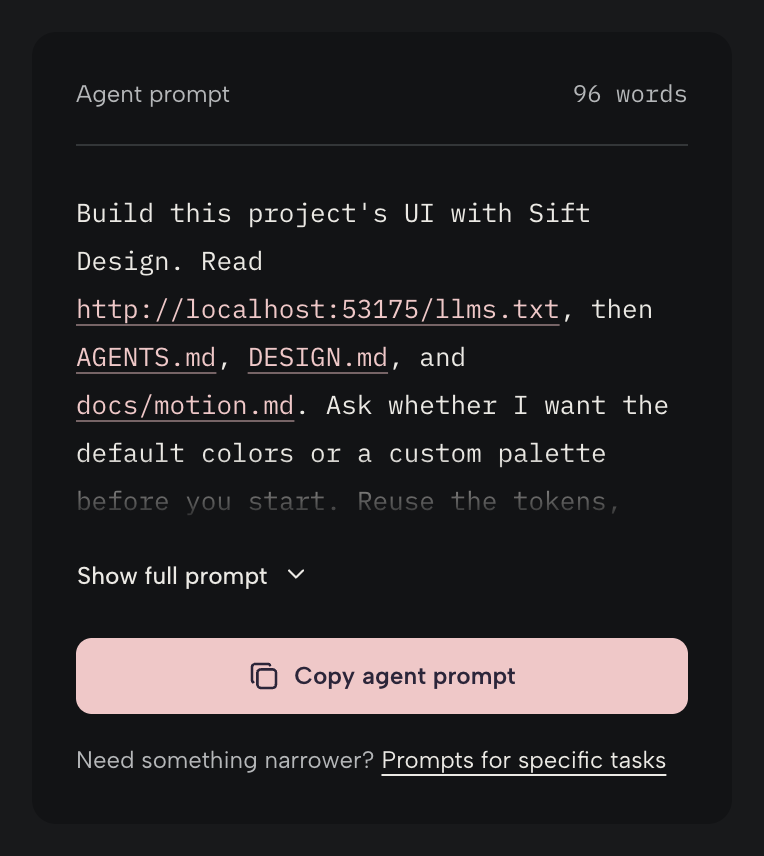 Agent prompt
96 words
Build this project's UI with Sift
Design. Read
http://localhost:53175/llms.txt, then
AGENTS.md, DESIGN.md, and
docs/motion.md. Ask whether I want the
default colors or a custom palette
before you start. Reuse the tokens,
Show full prompt
Copy agent prompt
Need something narrower? Prompts for specific tasks